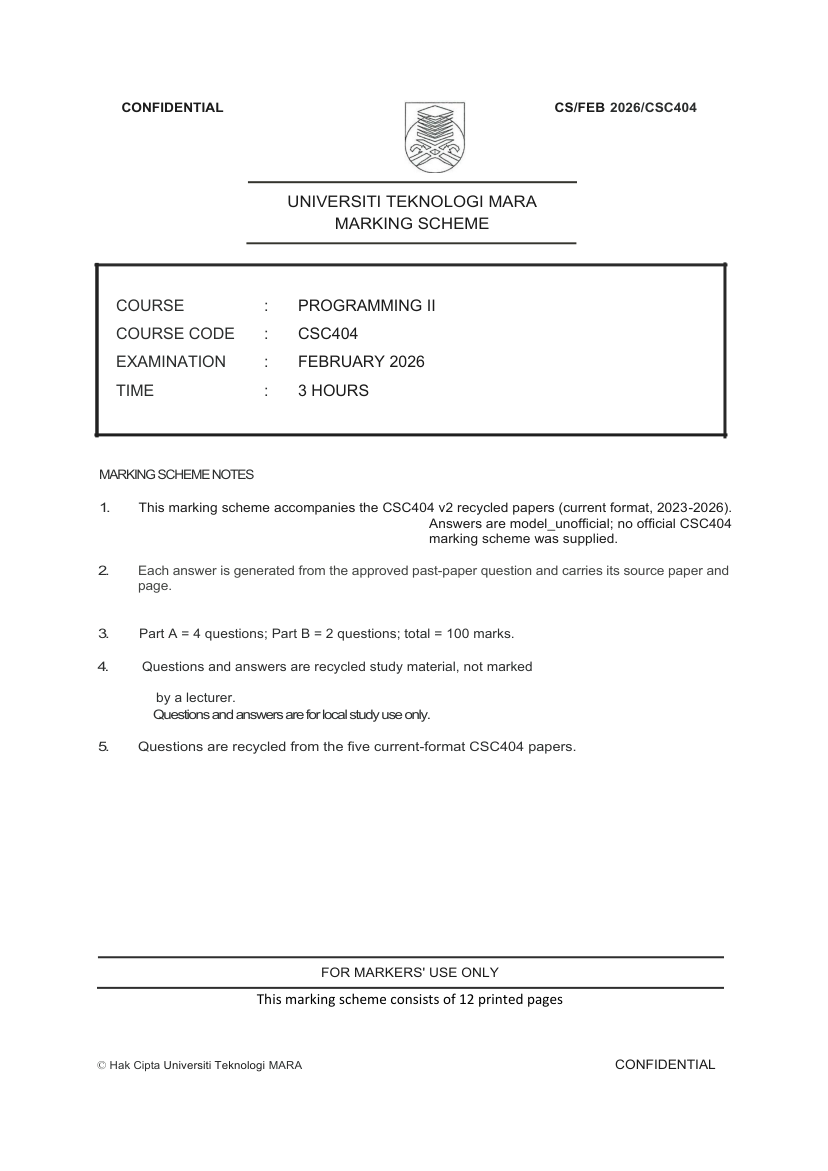 CONFIDENTIAL
CS/FEB 2026/CSC404
UNIVERSITI TEKNOLOGI MARA
MARKING SCHEME
COURSE : PROGRAMMING II
COURSE CODE : CSC404
EXAMINATION : FEBRUARY 2026
TIME : 3 HOURS
MARKING SCHEME NOTES
1. This marking scheme accompanies the CSC404 v2 recycled papers (current format, 2023-2026).
Answers are model_unofficial; no official CSC404
marking scheme was supplied.
2. Each answer is generated from the approved past-paper question and carries its source paper and
page.
3. Part A = 4 questions; Part B = 2 questions; total = 100 marks.
4. Questions and answers are recycled study material, not marked
by a lecturer.
Questions and answers are for local study use only.
5. Questions are recycled from the five current-format CSC404 papers.
FOR MARKERS' USE ONLY
This marking scheme consists of 12 printed pages
© Hak Cipta Universiti Teknologi MARA
CONFIDENTIAL